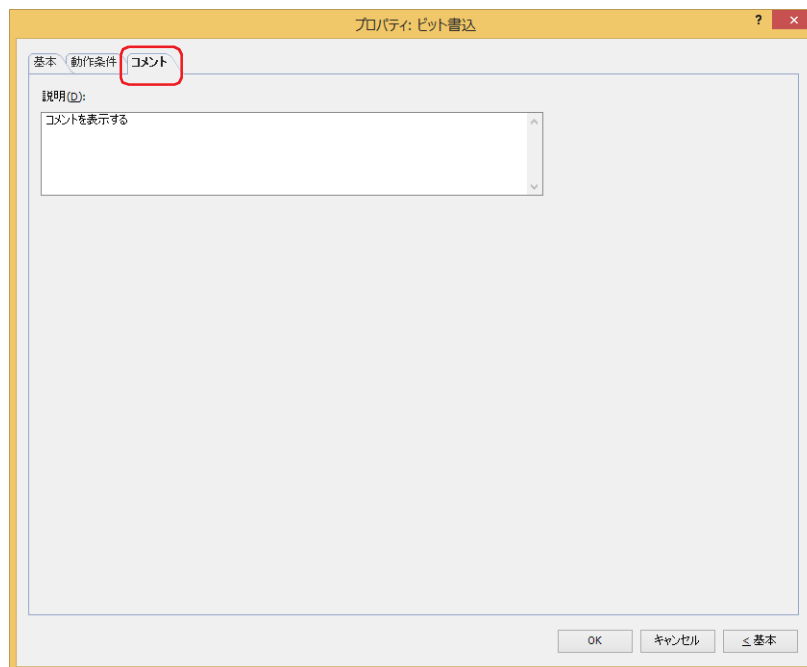 プロパティ: ビット書込
?
基本 動作条件 コメント
説明(D):
コメントを表示する
OK キャンセル < 基本